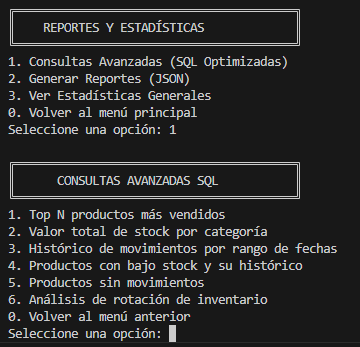 REPORTES Y ESTADÍSTICAS
1. Consultas Avanzadas (SQL Optimizadas)
2. Generar Reportes (JSON)
3. Ver Estadísticas Generales
0. Volver al menú principal
Seleccione una opción: 1
CONSULTAS AVANZADAS SQL
1. Top N productos más vendidos
2. Valor total de stock por categoría
3. Histórico de movimientos por rango de fechas
4. Productos con bajo stock y su histórico
5. Productos sin movimientos
6. Análisis de rotación de inventario
0. Volver al menú anterior
Seleccione una opción: